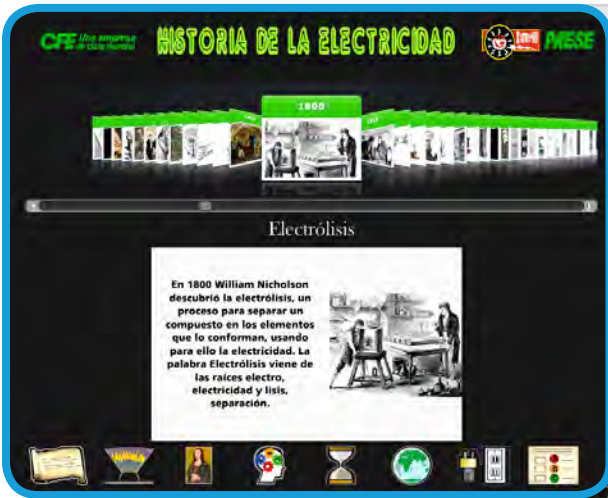 CFE Una empresa
de clase mundial
HISTORIA DE LA ELECTRICIDAD
PAESE
1800
Electrólisis
En 1800 William Nicholson
descubrió la electrólisis, un
proceso para separar un
compuesto en los elementos
que lo conforman, usando
para ello la electricidad. La
palabra Electrólisis viene de
las raíces electro,
electricidad y lisis,
separación.